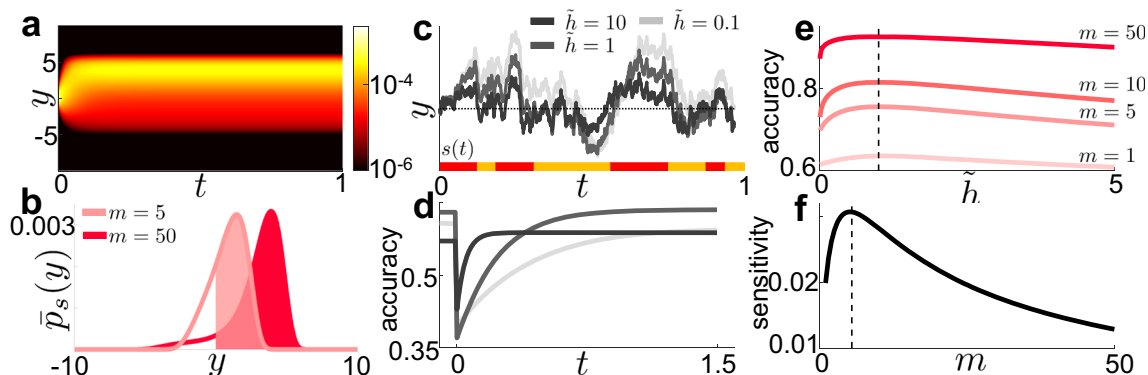 a
5
y
-5
0
t
1
10⁻⁴
10⁻⁶
b
0.003
m = 5
m = 50
p̄ₛ(y)
-10
y
10
c
h̃ = 10
h̃ = 0.1
h̃ = 1
y
s(t)
0
t
1
d
accuracy
0.5
0.35
0
t
1.5
e
accuracy
0.8
0.6
m = 50
m = 10
m = 5
m = 1
0
h̃
5
f
sensitivity
0.02
0.01
0
m
50